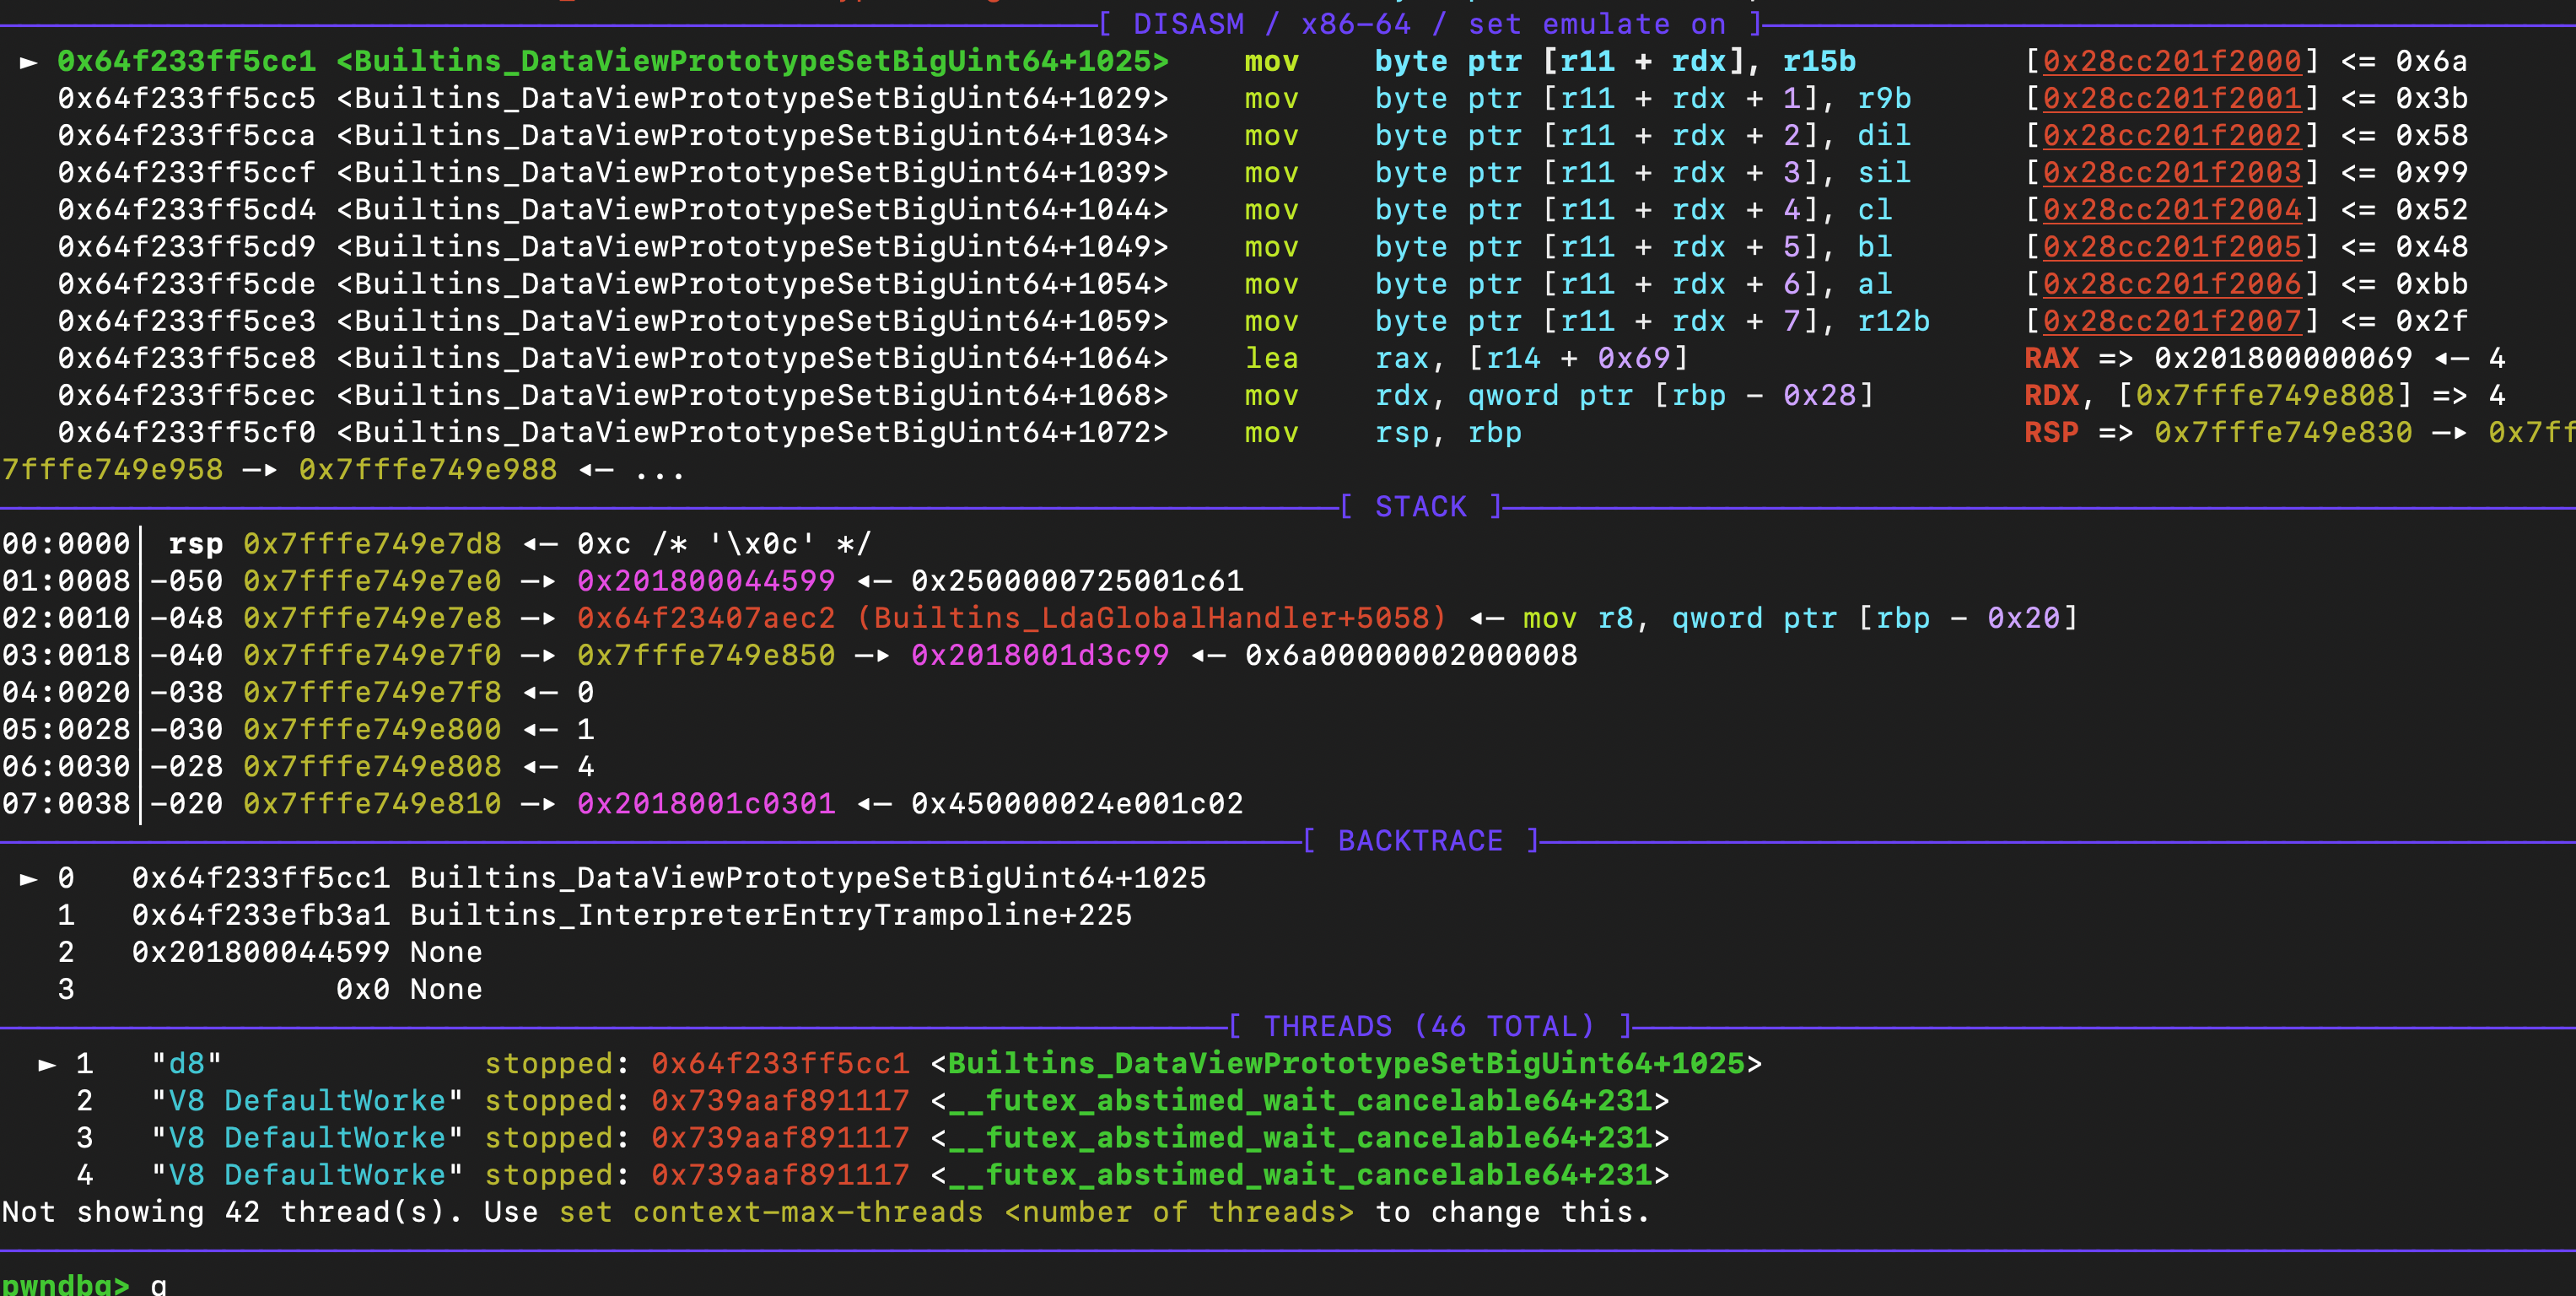 [ DISASM / x86-64 / set emulate on ]
► 0x64f233ff5cc1 <Builtins_DataViewPrototypeSetBigUint64+1025> mov byte ptr [r11 + rdx], r15b [0x28cc201f2000] <= 0x6a
0x64f233ff5cc5 <Builtins_DataViewPrototypeSetBigUint64+1029> mov byte ptr [r11 + rdx + 1], r9b [0x28cc201f2001] <= 0x3b
0x64f233ff5cca <Builtins_DataViewPrototypeSetBigUint64+1034> mov byte ptr [r11 + rdx + 2], dil [0x28cc201f2002] <= 0x58
0x64f233ff5ccf <Builtins_DataViewPrototypeSetBigUint64+1039> mov byte ptr [r11 + rdx + 3], sil [0x28cc201f2003] <= 0x99
0x64f233ff5cd4 <Builtins_DataViewPrototypeSetBigUint64+1044> mov byte ptr [r11 + rdx + 4], cl [0x28cc201f2004] <= 0x52
0x64f233ff5cd9 <Builtins_DataViewPrototypeSetBigUint64+1049> mov byte ptr [r11 + rdx + 5], bl [0x28cc201f2005] <= 0x48
0x64f233ff5cde <Builtins_DataViewPrototypeSetBigUint64+1054> mov byte ptr [r11 + rdx + 6], al [0x28cc201f2006] <= 0xbb
0x64f233ff5ce3 <Builtins_DataViewPrototypeSetBigUint64+1059> mov byte ptr [r11 + rdx + 7], r12b [0x28cc201f2007] <= 0x2f
0x64f233ff5ce8 <Builtins_DataViewPrototypeSetBigUint64+1064> lea rax, [r14 + 0x69] RAX => 0x201800000069 ◂— 4
0x64f233ff5cec <Builtins_DataViewPrototypeSetBigUint64+1068> mov rdx, qword ptr [rbp - 0x28] RDX, [0x7fffe749e808] => 4
0x64f233ff5cf0 <Builtins_DataViewPrototypeSetBigUint64+1072> mov rsp, rbp RSP => 0x7fffe749e830 —▸ 0x7ff
7fffe749e958 —▸ 0x7fffe749e988 ◂— ...
[ STACK ]
00:0000│ rsp 0x7fffe749e7d8 ◂— 0xc /* '\x0c' */
01:0008│-050 0x7fffe749e7e0 —▸ 0x201800044599 ◂— 0x2500000725001c61
02:0010│-048 0x7fffe749e7e8 —▸ 0x64f23407aec2 (Builtins_LdaGlobalHandler+5058) ◂— mov r8, qword ptr [rbp - 0x20]
03:0018│-040 0x7fffe749e7f0 —▸ 0x7fffe749e850 —▸ 0x2018001d3c99 ◂— 0x6a00000002000008
04:0020│-038 0x7fffe749e7f8 ◂— 0
05:0028│-030 0x7fffe749e800 ◂— 1
06:0030│-028 0x7fffe749e808 ◂— 4
07:0038│-020 0x7fffe749e810 —▸ 0x2018001c0301 ◂— 0x450000024e001c02
[ BACKTRACE ]
► 0 0x64f233ff5cc1 Builtins_DataViewPrototypeSetBigUint64+1025
1 0x64f233efb3a1 Builtins_InterpreterEntryTrampoline+225
2 0x201800044599 None
3 0x0 None
[ THREADS (46 TOTAL) ]
► 1 "d8" stopped: 0x64f233ff5cc1 <Builtins_DataViewPrototypeSetBigUint64+1025>
2 "V8 DefaultWorke" stopped: 0x739aaf891117 <__futex_abstimed_wait_cancelable64+231>
3 "V8 DefaultWorke" stopped: 0x739aaf891117 <__futex_abstimed_wait_cancelable64+231>
4 "V8 DefaultWorke" stopped: 0x739aaf891117 <__futex_abstimed_wait_cancelable64+231>
Not showing 42 thread(s). Use set context-max-threads <number of threads> to change this.
pwndbg>